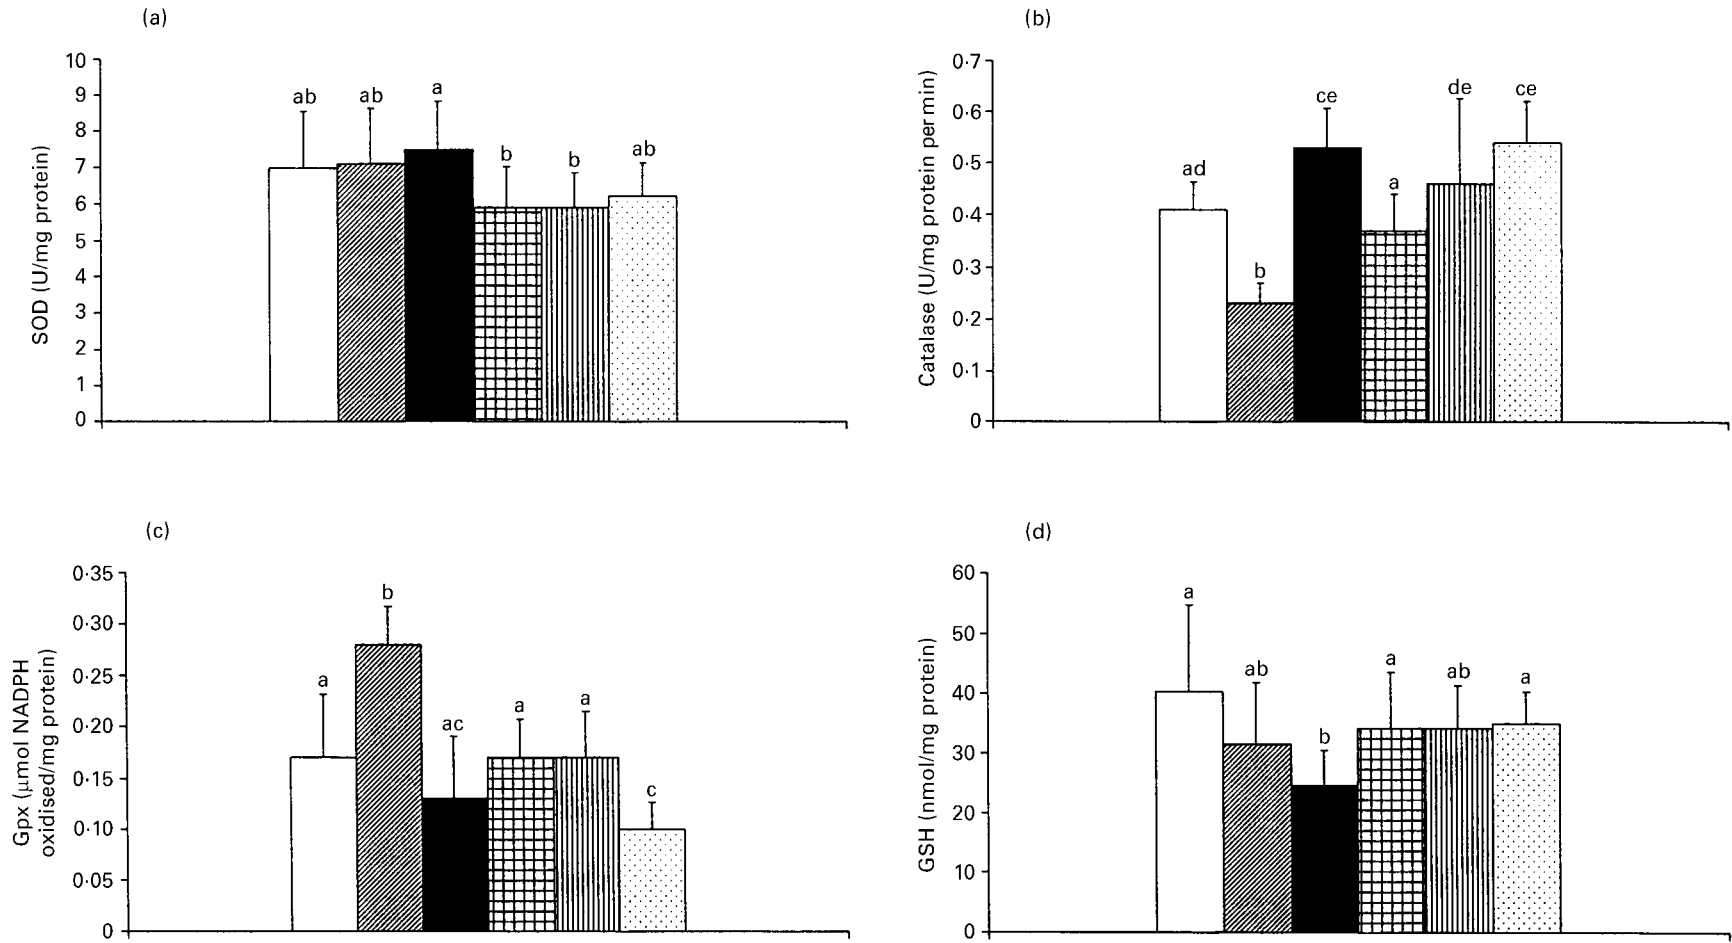 (a)
SOD (U/mg protein)
10
9
8
7
6
5
4
3
2
1
0
ab
ab
a
b
b
ab
(b)
Catalase (U/mg protein per min)
0·7
0·6
0·5
0·4
0·3
0·2
0·1
0
ad
b
ce
a
de
ce
(c)
Gpx (μmol NADPH
oxidised/mg protein)
0·35
0·30
0·25
0·20
0·15
0·10
0·05
0
a
b
ac
a
a
c
(d)
GSH (nmol/mg protein)
60
50
40
30
20
10
0
a
ab
b
a
ab
a